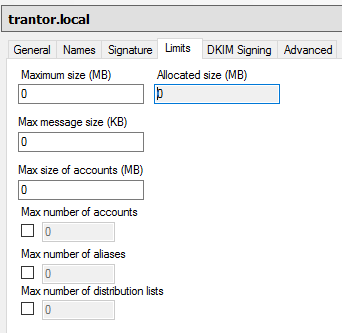 trantor.local
General Names Signature Limits DKIM Signing Advanced
Maximum size (MB) Allocated size (MB)
0 0
Max message size (KB)
0
Max size of accounts (MB)
0
Max number of accounts
0
Max number of aliases
0
Max number of distribution lists
0